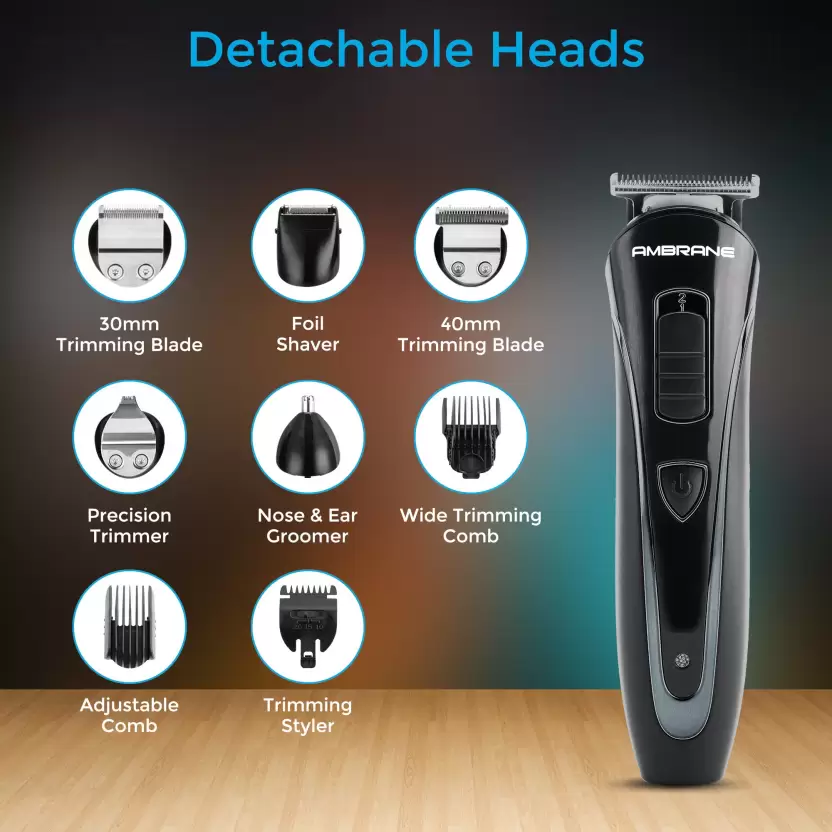 Detachable Heads
AMBRANE
2
1
30mm
Trimming Blade
Foil
Shaver
40mm
Trimming Blade
Precision
Trimmer
Nose & Ear
Groomer
Wide Trimming
Comb
Adjustable
Comb
Trimming
Styler